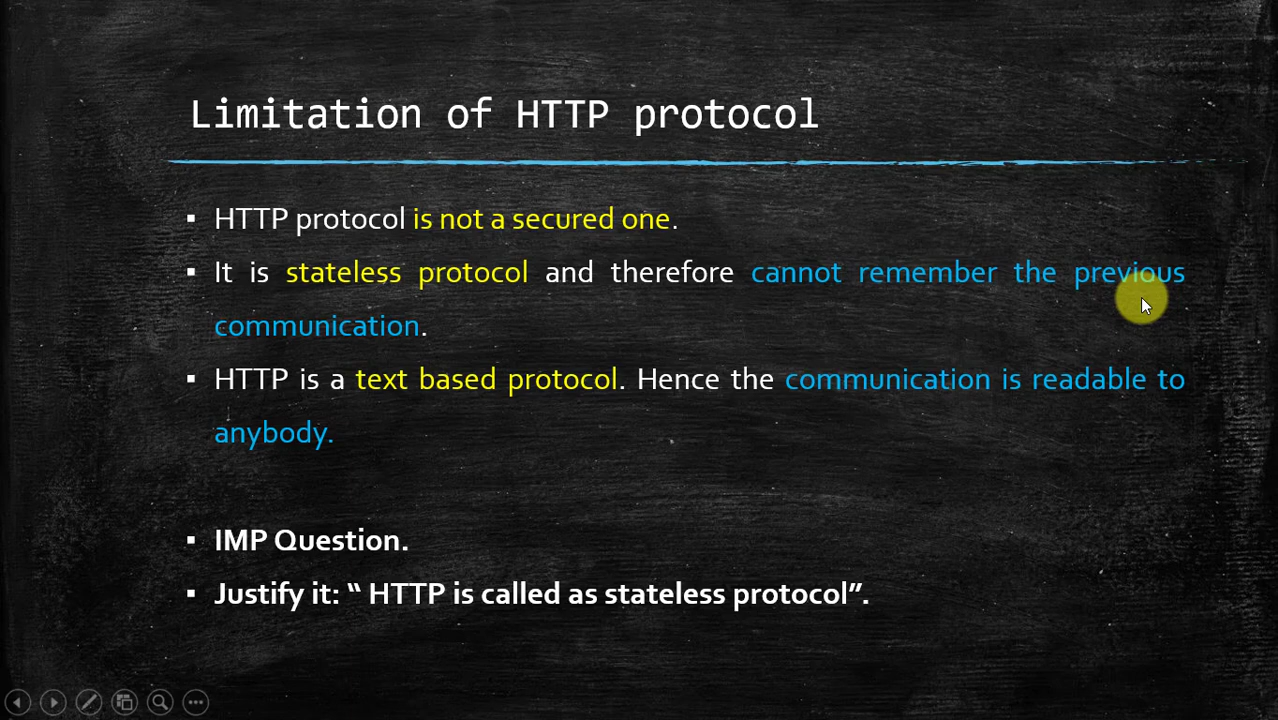 Limitation of HTTP protocol
▪ HTTP protocol is not a secured one.
▪ It is stateless protocol and therefore cannot remember the previous
communication.
▪ HTTP is a text based protocol. Hence the communication is readable to
anybody.
▪ IMP Question.
▪ Justify it: “ HTTP is called as stateless protocol”.